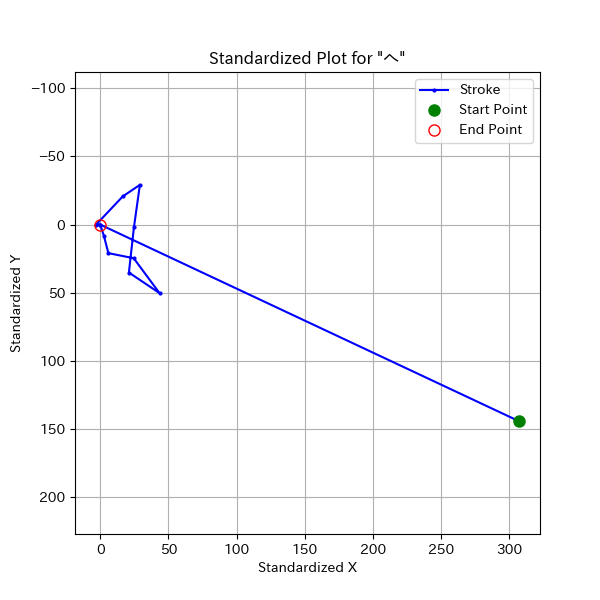 Standardized Plot for "へ"
Stroke
Start Point
End Point
−100
−50
0
50
100
150
200
Standardized Y
0 50 100 150 200 250 300
Standardized X